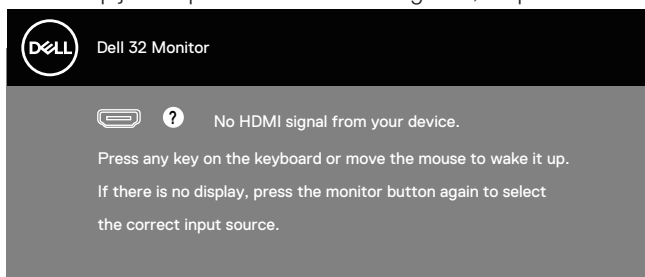 DELL
Dell 32 Monitor
? No HDMI signal from your device.
Press any key on the keyboard or move the mouse to wake it up.
If there is no display, press the monitor button again to select
the correct input source.